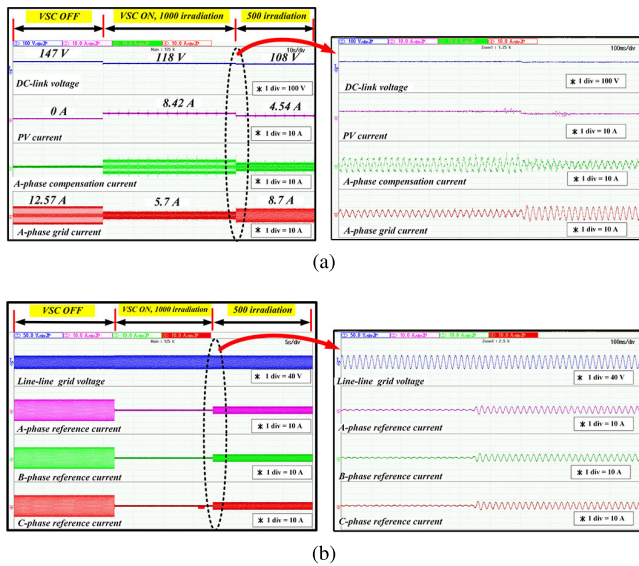 VSC OFF VSC ON, 1000 irradiation 500 irradiation
10s/div
147 V 118 V 108 V
1 div = 100 V
DC-link voltage
0 A 8.42 A 4.54 A
PV current
1 div = 10 A
A-phase compensation current
1 div = 10 A
12.57 A 5.7 A 8.7 A
A-phase grid current
1 div = 10 A
100ms/div
DC-link voltage
1 div = 100 V
PV current
1 div = 10 A
A-phase compensation current
1 div = 10 A
A-phase grid current
1 div = 10 A
(a)
VSC OFF VSC ON, 1000 irradiation 500 irradiation
5s/div
Line-line grid voltage
1 div = 40 V
A-phase reference current
1 div = 10 A
B-phase reference current
1 div = 10 A
C-phase reference current
1 div = 10 A
100ms/div
Line-line grid voltage
1 div = 40 V
A-phase reference current
1 div = 10 A
B-phase reference current
1 div = 10 A
C-phase reference current
1 div = 10 A
(b)